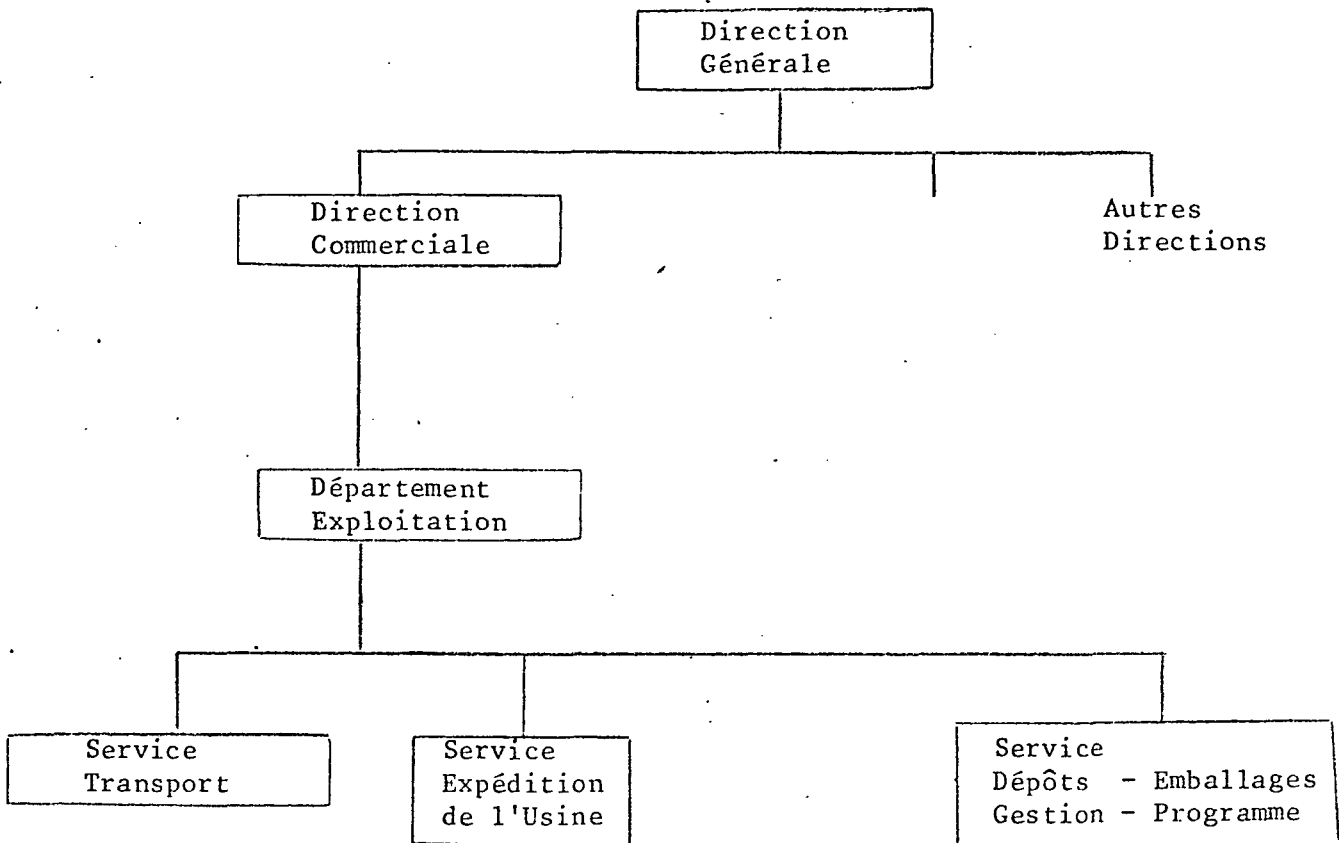 Direction
Générale
Direction
Commerciale
Autres
Directions
Département
Exploitation
Service
Transport
Service
Expédition
de l'Usine
Service
Dépôts - Emballages
Gestion - Programme